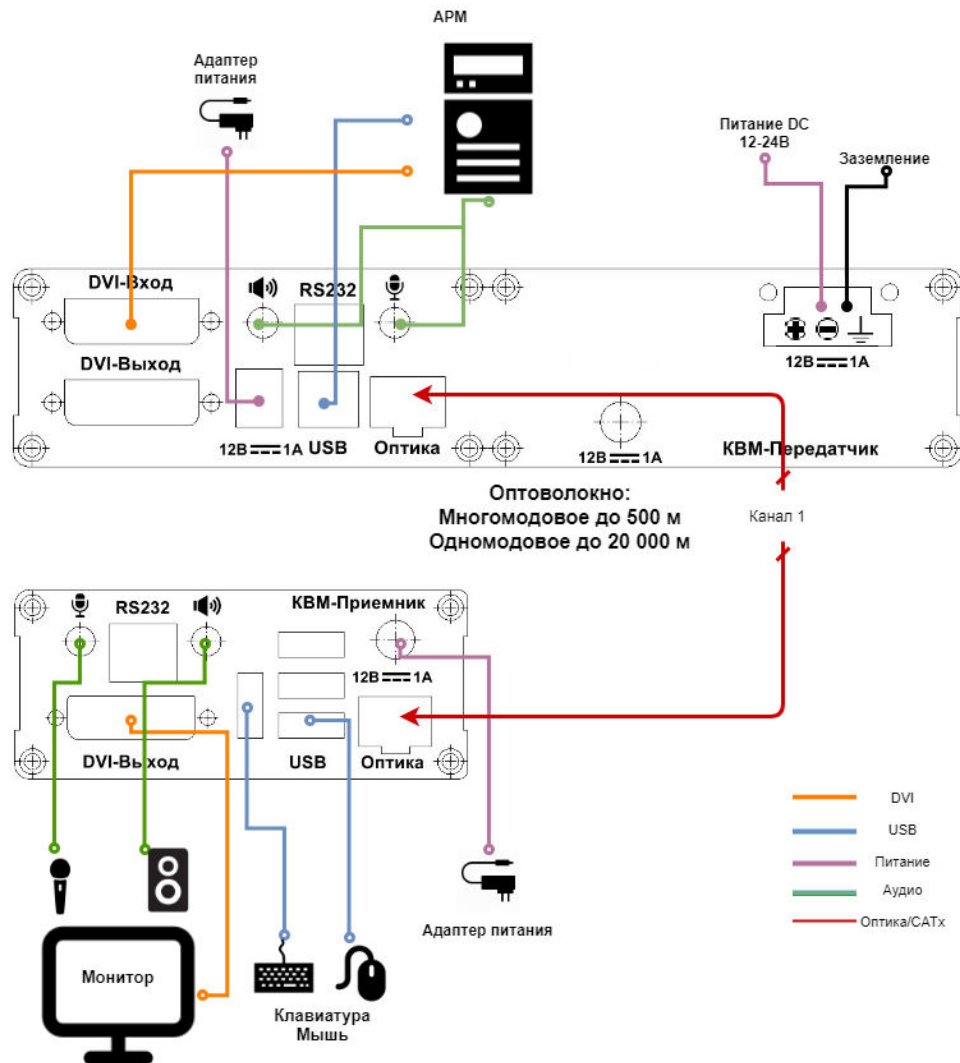 АРМ
Адаптер
питания
Питание DC
12-24В
Заземление
DVI-Вход
RS232
DVI-Выход
12В 1А
12В 1А USB
Оптика
12В 1А
КВМ-Передатчик
Оптоволокно:
Многомодовое до 500 м
Одномодовое до 20 000 м
Канал 1
RS232
КВМ-Приемник
12В 1А
DVI-Выход
USB
Оптика
DVI
USB
Питание
Аудио
Оптика/CATx
Адаптер питания
Монитор
Клавиатура
Мышь